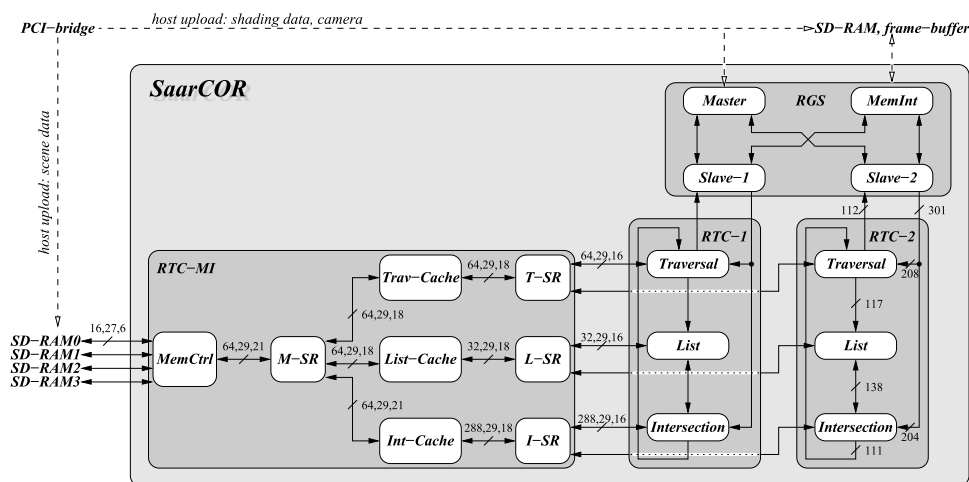 host upload: shading data, camera
PCI−bridge
SD−RAM, frame−buffer
SaarCOR
Master
RGS
MemInt
host upload: scene data
Slave−1
Slave−2
112
301
RTC−MI
RTC−1
RTC−2
64,29,16
Trav−Cache
64,29,18
T−SR
Traversal
Traversal
208
64,29,18
117
16,27,6
SD−RAM0
SD−RAM1
SD−RAM2
SD−RAM3
MemCtrl
64,29,21
M−SR
64,29,18
List−Cache
32,29,18
L−SR
32,29,16
List
List
138
64,29,21
Int−Cache
288,29,18
I−SR
288,29,16
Intersection
Intersection
204
111